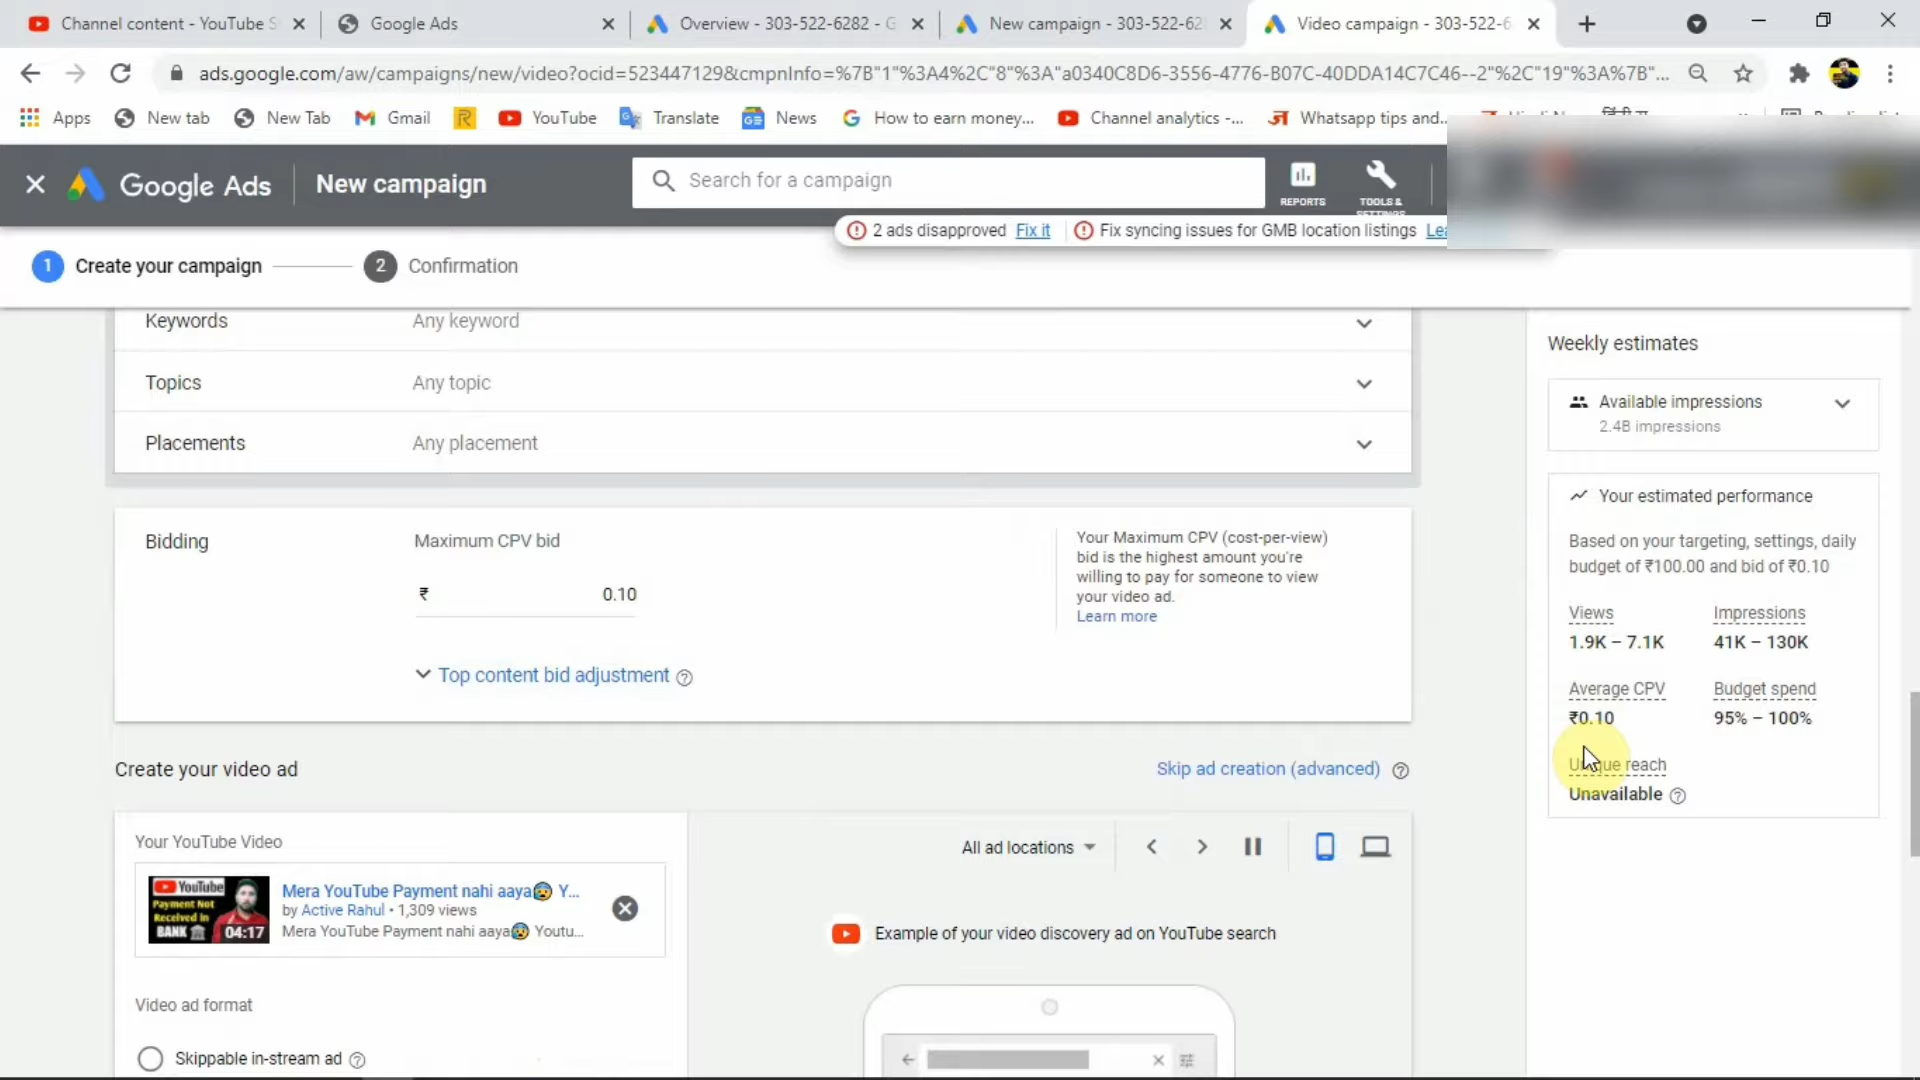 Channel content - YouTube S
Google Ads
Overview - 303-522-6282 - G
New campaign - 303-522-62
Video campaign - 303-522-6
ads.google.com/aw/campaigns/new/video?ocid=523447129&cmpnInfo=%7B"1"%3A4%2C"8"%3A"a0340C8D6-3556-4776-B07C-40DDA14C7C46--2"%2C"19"%3A%7B"...
Apps
New tab
New Tab
Gmail
YouTube
Translate
News
How to earn money...
Channel analytics -...
Whatsapp tips and...
Google Ads
New campaign
Search for a campaign
REPORTS
TOOLS &
SETTINGS
2 ads disapproved Fix it
Fix syncing issues for GMB location listings
1 Create your campaign
2 Confirmation
Keywords Any keyword
Topics Any topic
Placements Any placement
Bidding
Maximum CPV bid
₹ 0.10
Top content bid adjustment
Your Maximum CPV (cost-per-view)
bid is the highest amount you're
willing to pay for someone to view
your video ad.
Learn more
Weekly estimates
Available impressions
2.4B impressions
Your estimated performance
Based on your targeting, settings, daily
budget of ₹100.00 and bid of ₹0.10
Views Impressions
1.9K – 7.1K 41K – 130K
Average CPV Budget spend
₹0.10 95% – 100%
Unique reach
Unavailable
Create your video ad
Skip ad creation (advanced)
Your YouTube Video
YouTube
Payment Not
Received in
BANK
04:17
Mera YouTube Payment nahi aaya😰 Y...
by Active Rahul • 1,309 views
Mera YouTube Payment nahi aaya😰 Youtu...
Video ad format
Skippable in-stream ad
All ad locations
Example of your video discovery ad on YouTube search